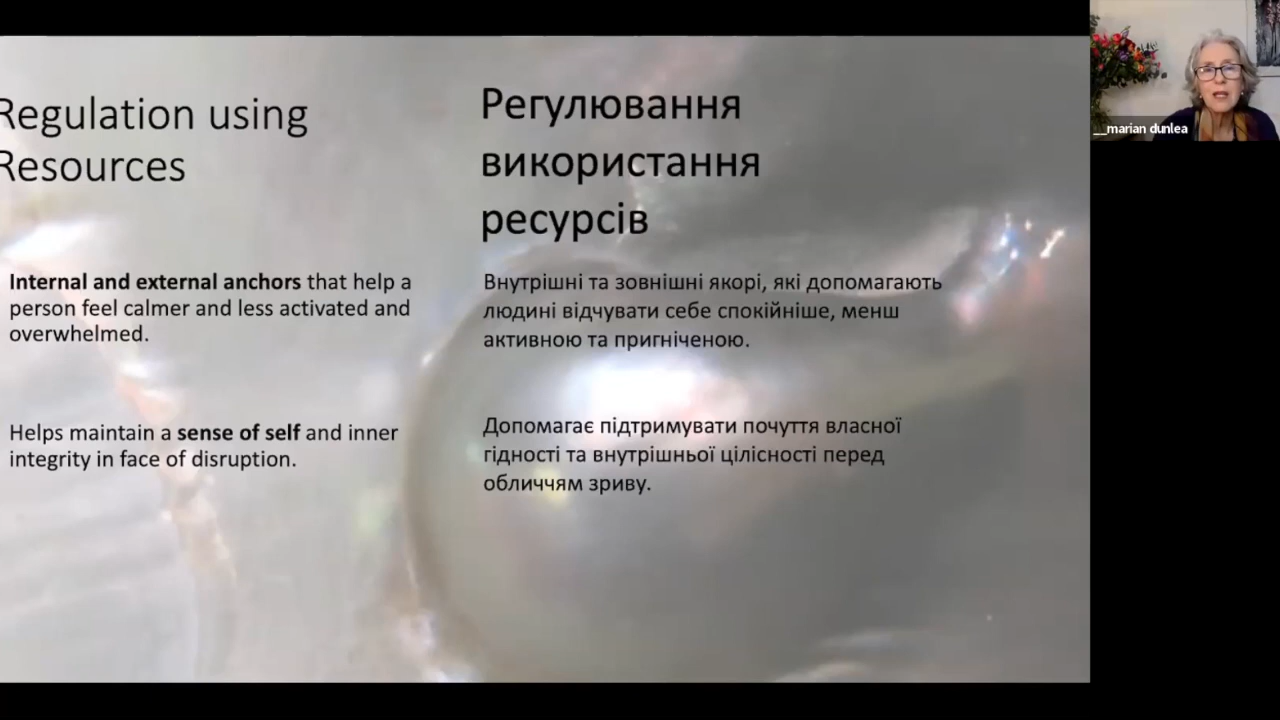 Regulation using
Resources
Internal and external anchors that help a
person feel calmer and less activated and
overwhelmed.
Helps maintain a sense of self and inner
integrity in face of disruption.
Регулювання
використання
ресурсів
Внутрішні та зовнішні якорі, які допомагають
людині відчувати себе спокійніше, менш
активною та пригніченою.
Допомагає підтримувати почуття власної
гідності та внутрішньої цілісності перед
обличчям зриву.
__marian dunlea